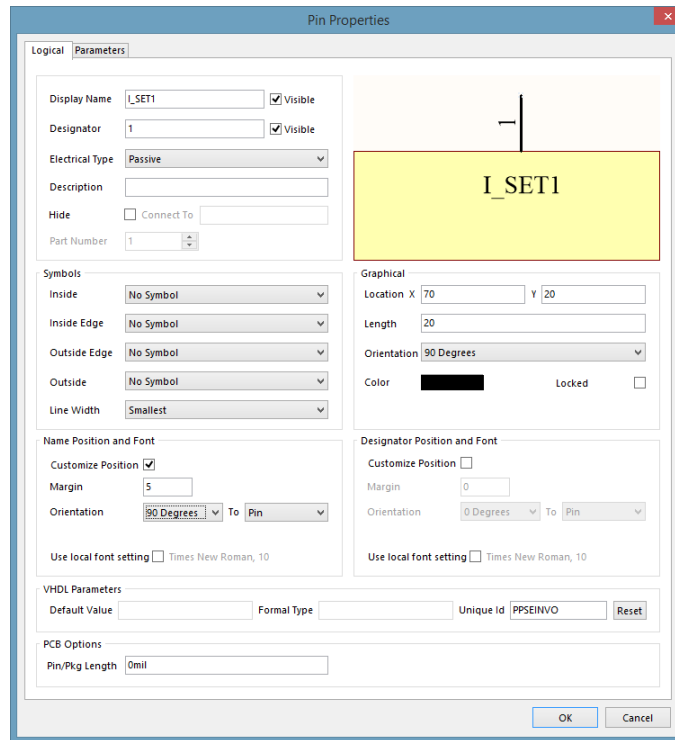 Pin Properties
Logical Parameters
Display Name I_SET1 Visible
Designator 1 Visible
Electrical Type Passive
Description
Hide Connect To
Part Number 1
1
I_SET1
Symbols
Inside No Symbol
Inside Edge No Symbol
Outside Edge No Symbol
Outside No Symbol
Line Width Smallest
Graphical
Location X 70 Y 20
Length 20
Orientation 90 Degrees
Color Locked
Name Position and Font
Customize Position
Margin 5
Orientation 90 Degrees To Pin
Use local font setting Times New Roman, 10
Designator Position and Font
Customize Position
Margin 0
Orientation 0 Degrees To Pin
Use local font setting Times New Roman, 10
VHDL Parameters
Default Value Formal Type Unique Id PPSEINVO Reset
PCB Options
Pin/Pkg Length 0mil
OK Cancel